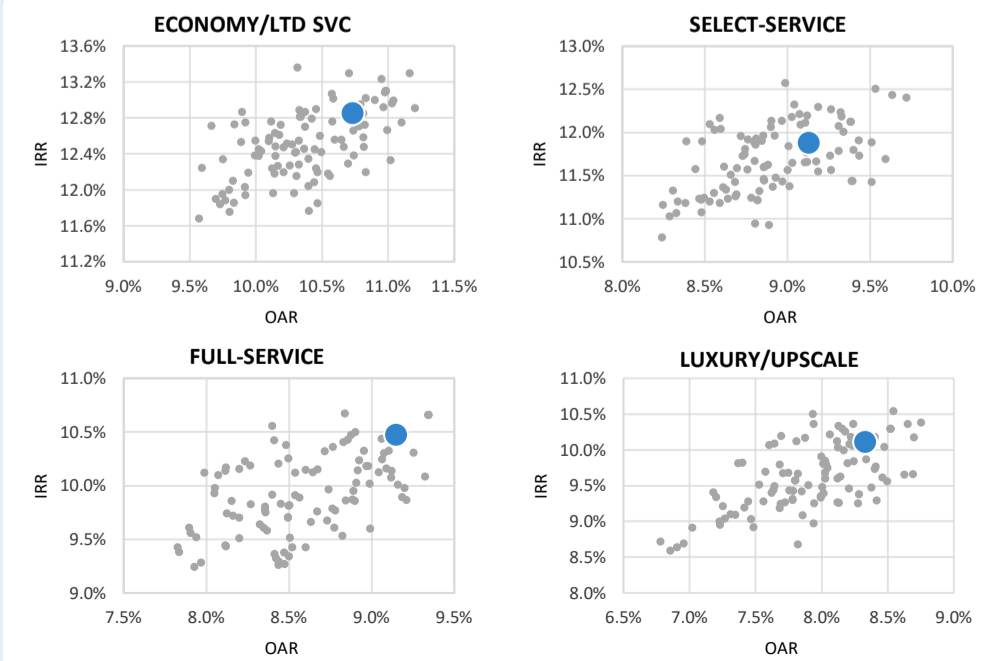 ECONOMY/LTD SVC
13.6%
13.2%
12.8%
12.4%
12.0%
11.6%
11.2%
IRR
9.0% 9.5% 10.0% 10.5% 11.0% 11.5%
OAR
SELECT-SERVICE
13.0%
12.5%
12.0%
11.5%
11.0%
10.5%
IRR
8.0% 8.5% 9.0% 9.5% 10.0%
OAR
FULL-SERVICE
11.0%
10.5%
10.0%
9.5%
9.0%
IRR
7.5% 8.0% 8.5% 9.0% 9.5%
OAR
LUXURY/UPSCALE
11.0%
10.5%
10.0%
9.5%
9.0%
8.5%
8.0%
IRR
6.5% 7.0% 7.5% 8.0% 8.5% 9.0%
OAR